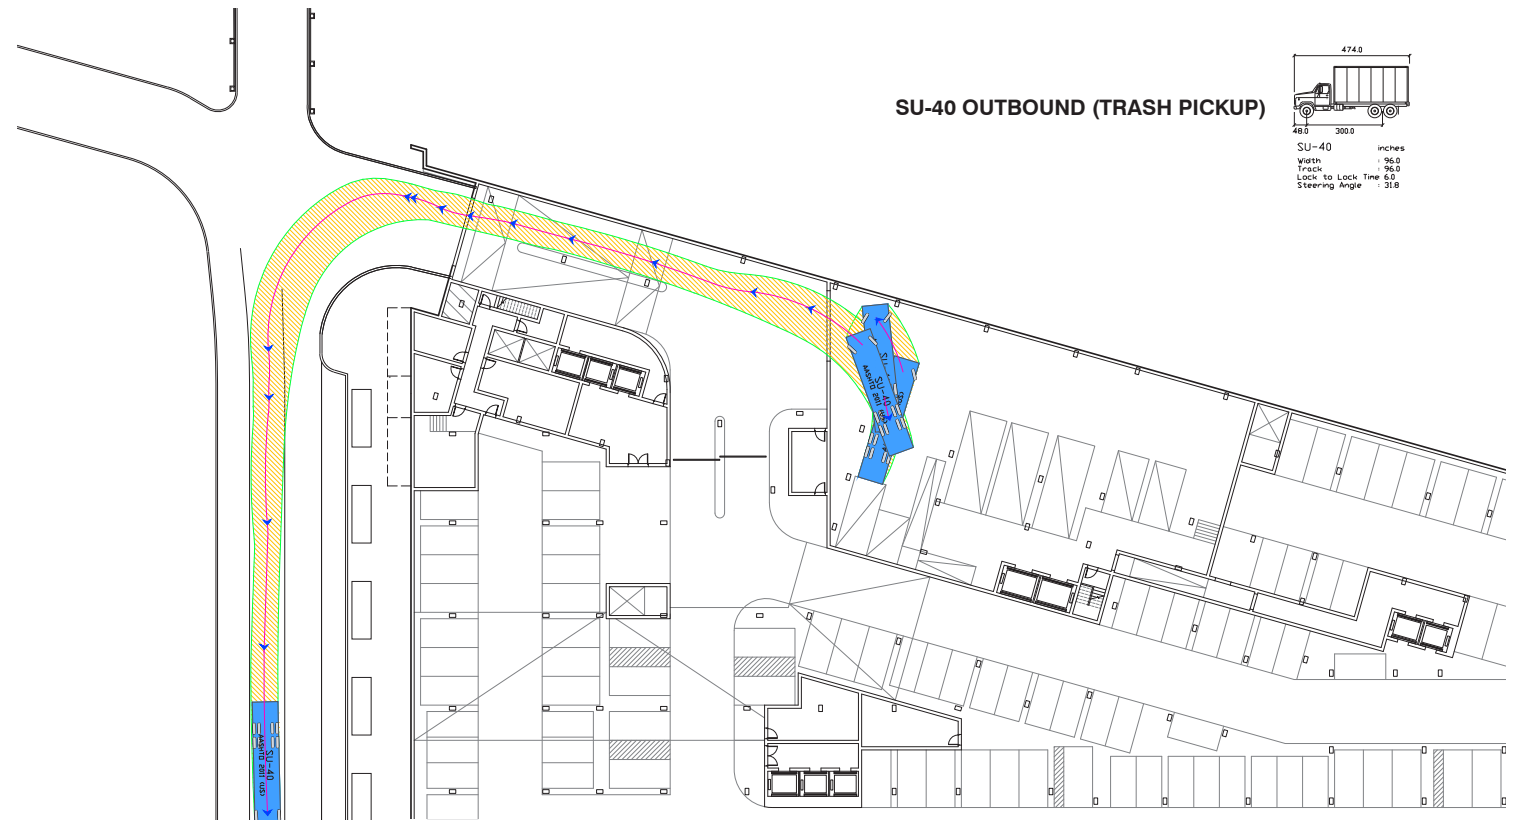 474.0
SU-40 OUTBOUND (TRASH PICKUP)
48.0 300.0
SU-40 inches
Width : 96.0
Track : 96.0
Lock to Lock Time : 6.0
Steering Angle : 31.8
SU-40
AASHTO 2011 (US)
SU-40
AASHTO 2011 (US)